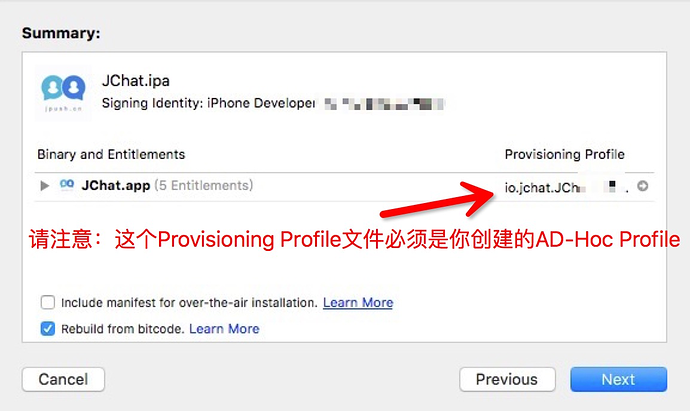 Summary:
JChat.ipa
Signing Identity: iPhone Developer
jpush.cn
Binary and Entitlements
Provisioning Profile
JChat.app (5 Entitlements)
io.jchat.JCh
请注意：这个Provisioning Profile文件必须是你创建的AD-Hoc Profile
Include manifest for over-the-air installation. Learn More
Rebuild from bitcode. Learn More
Cancel
Previous
Next